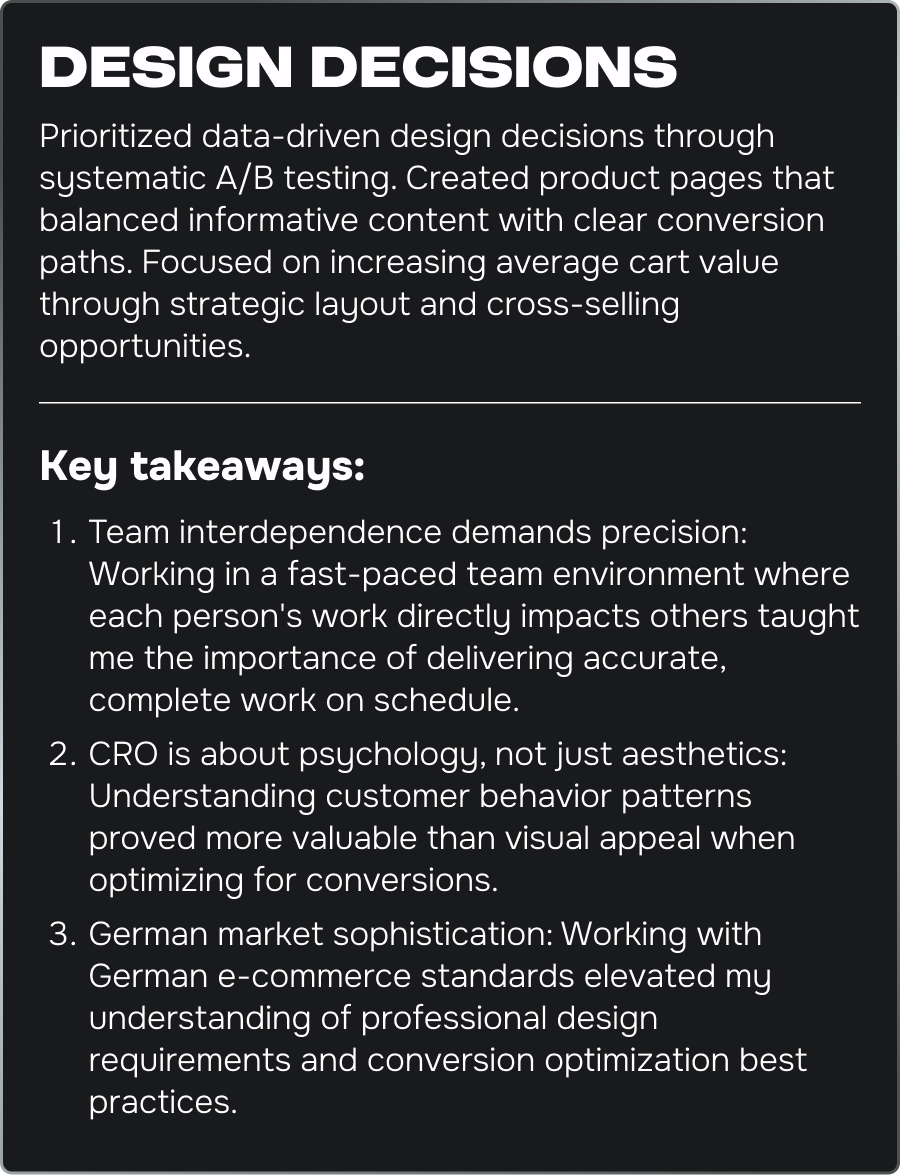 DESIGN DECISIONS
Prioritized data-driven design decisions through
systematic A/B testing. Created product pages that
balanced informative content with clear conversion
paths. Focused on increasing average cart value
through strategic layout and cross-selling
opportunities.
Key takeaways:
1. Team interdependence demands precision:
Working in a fast-paced team environment where
each person's work directly impacts others taught
me the importance of delivering accurate,
complete work on schedule.
2. CRO is about psychology, not just aesthetics:
Understanding customer behavior patterns
proved more valuable than visual appeal when
optimizing for conversions.
3. German market sophistication: Working with
German e-commerce standards elevated my
understanding of professional design
requirements and conversion optimization best
practices.